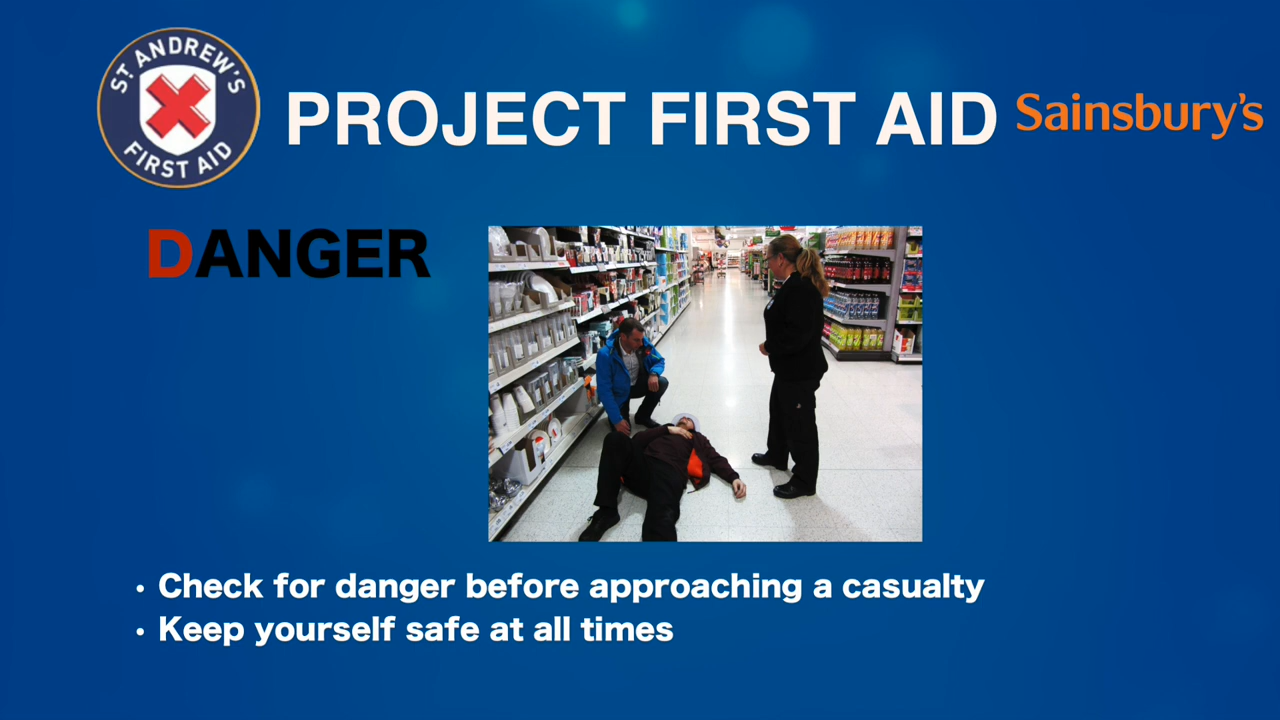 ST ANDREW'S
FIRST AID
PROJECT FIRST AID
Sainsbury's
DANGER
• Check for danger before approaching a casualty
• Keep yourself safe at all times